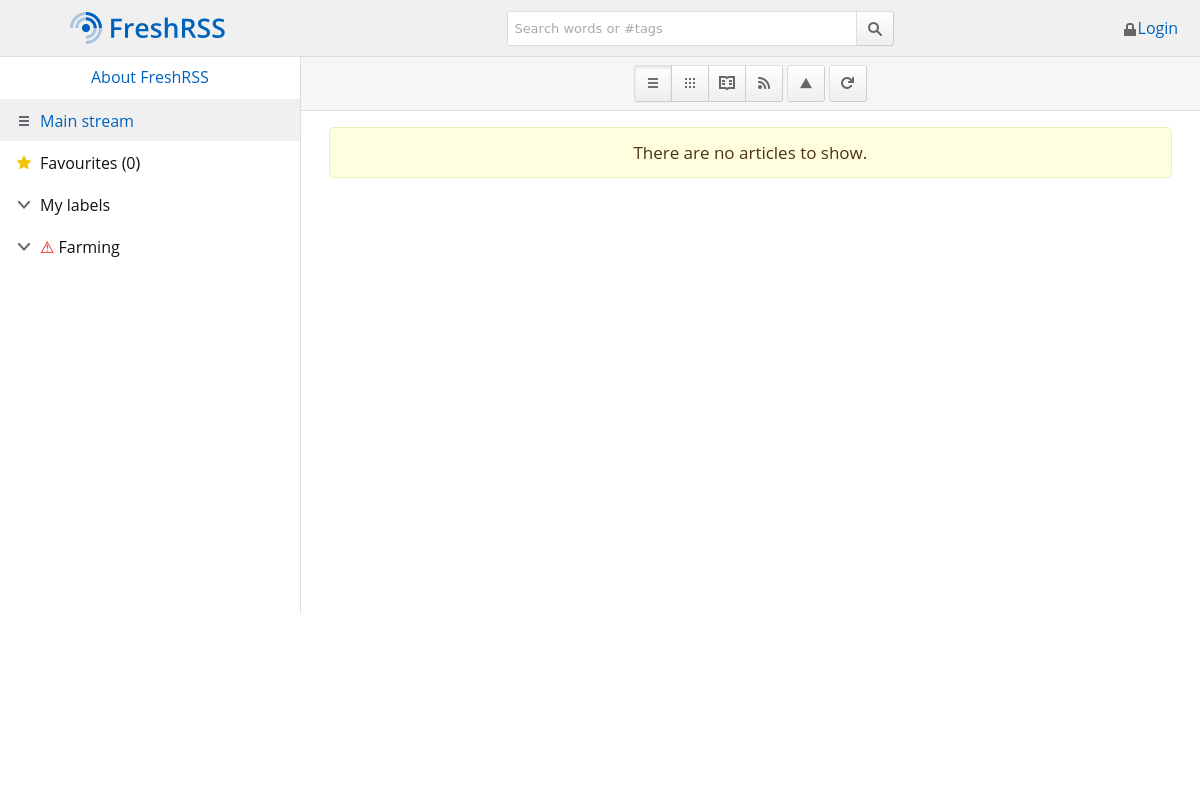 FreshRSS
Search words or #tags
Login
About FreshRSS
Main stream
Favourites (0)
My labels
⚠ Farming
There are no articles to show.